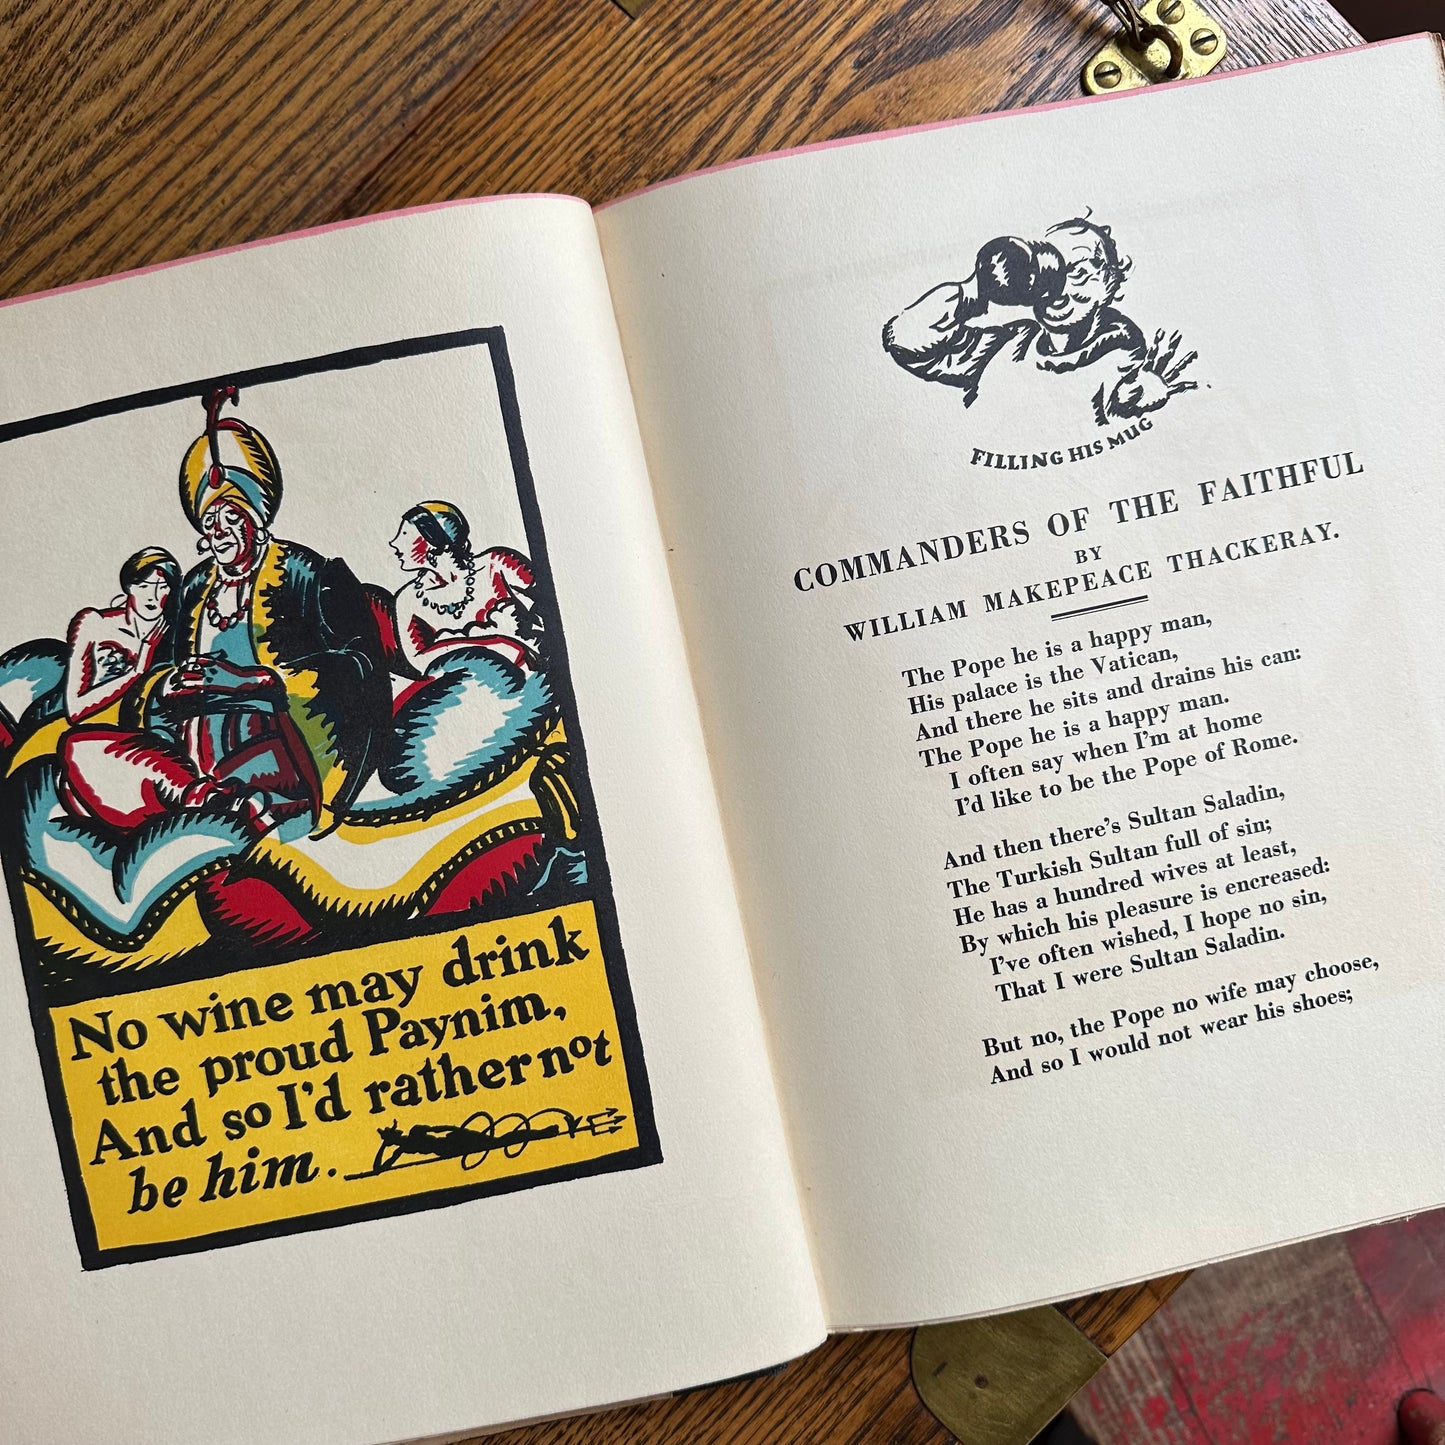 No wine may drink
the proud Paynim,
And so I'd rather not
be him.
FILLING HIS MUG
COMMANDERS OF THE FAITHFUL
BY
WILLIAM MAKEPEACE THACKERAY.
The Pope he is a happy man,
His palace is the Vatican,
And there he sits and drains his can:
The Pope he is a happy man.
I often say when I'm at home
I'd like to be the Pope of Rome.
And then there's Sultan Saladin,
The Turkish Sultan full of sin;
He has a hundred wives at least,
By which his pleasure is encreased:
I've often wished, I hope no sin,
That I were Sultan Saladin.
But no, the Pope no wife may choose,
And so I would not wear his shoes;